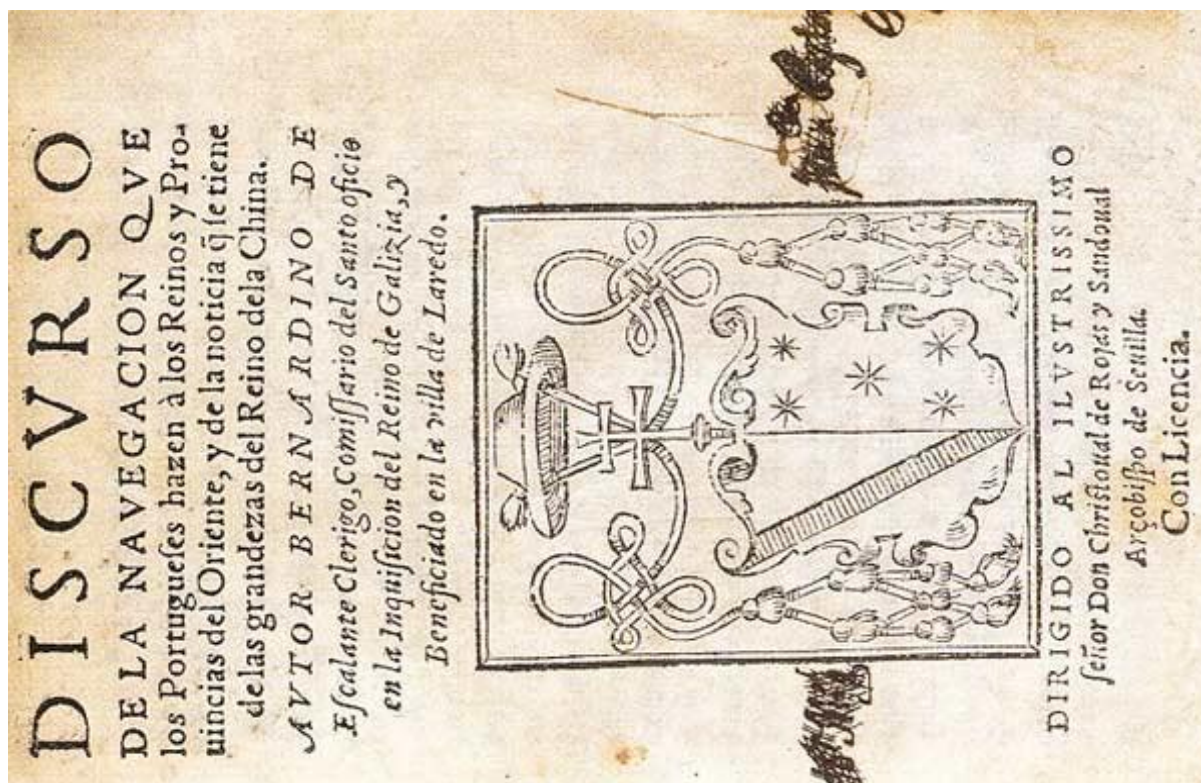 DISCVRSO
DE LA NAVEGACION QVE
los Portugueſes hazen à los Reinos y Pro-
uincias del Oriente, y de la noticia q̃ ſe tiene
de las grandezas del Reino dela China.
AVTOR BERNARDINO DE
Eſcalante Clerigo, Comiſſario del Santo oficio
en la Inquiſicion del Reino de Galizia, y
Beneficiado en la villa de Laredo.
DIRIGIDO AL ILVSTRISSIMO
ſeñor Don Chriſtoual de Rojas y Sandoual
Arçobiſpo de Seuilla.
Con Licencia.